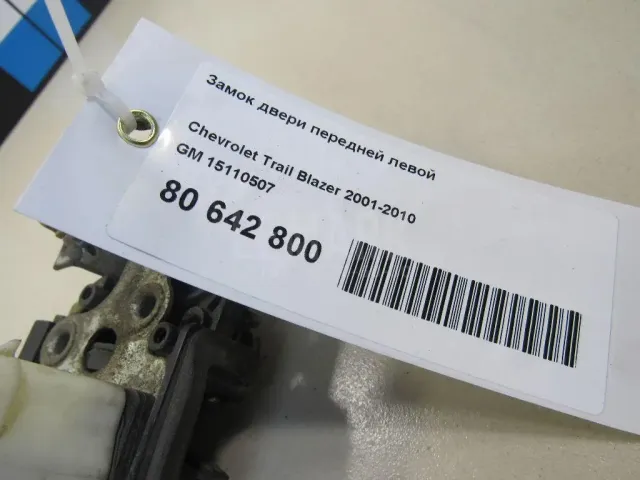 Замок двери передней левой
Chevrolet Trail Blazer 2001-2010
GM 15110507
80 642 800